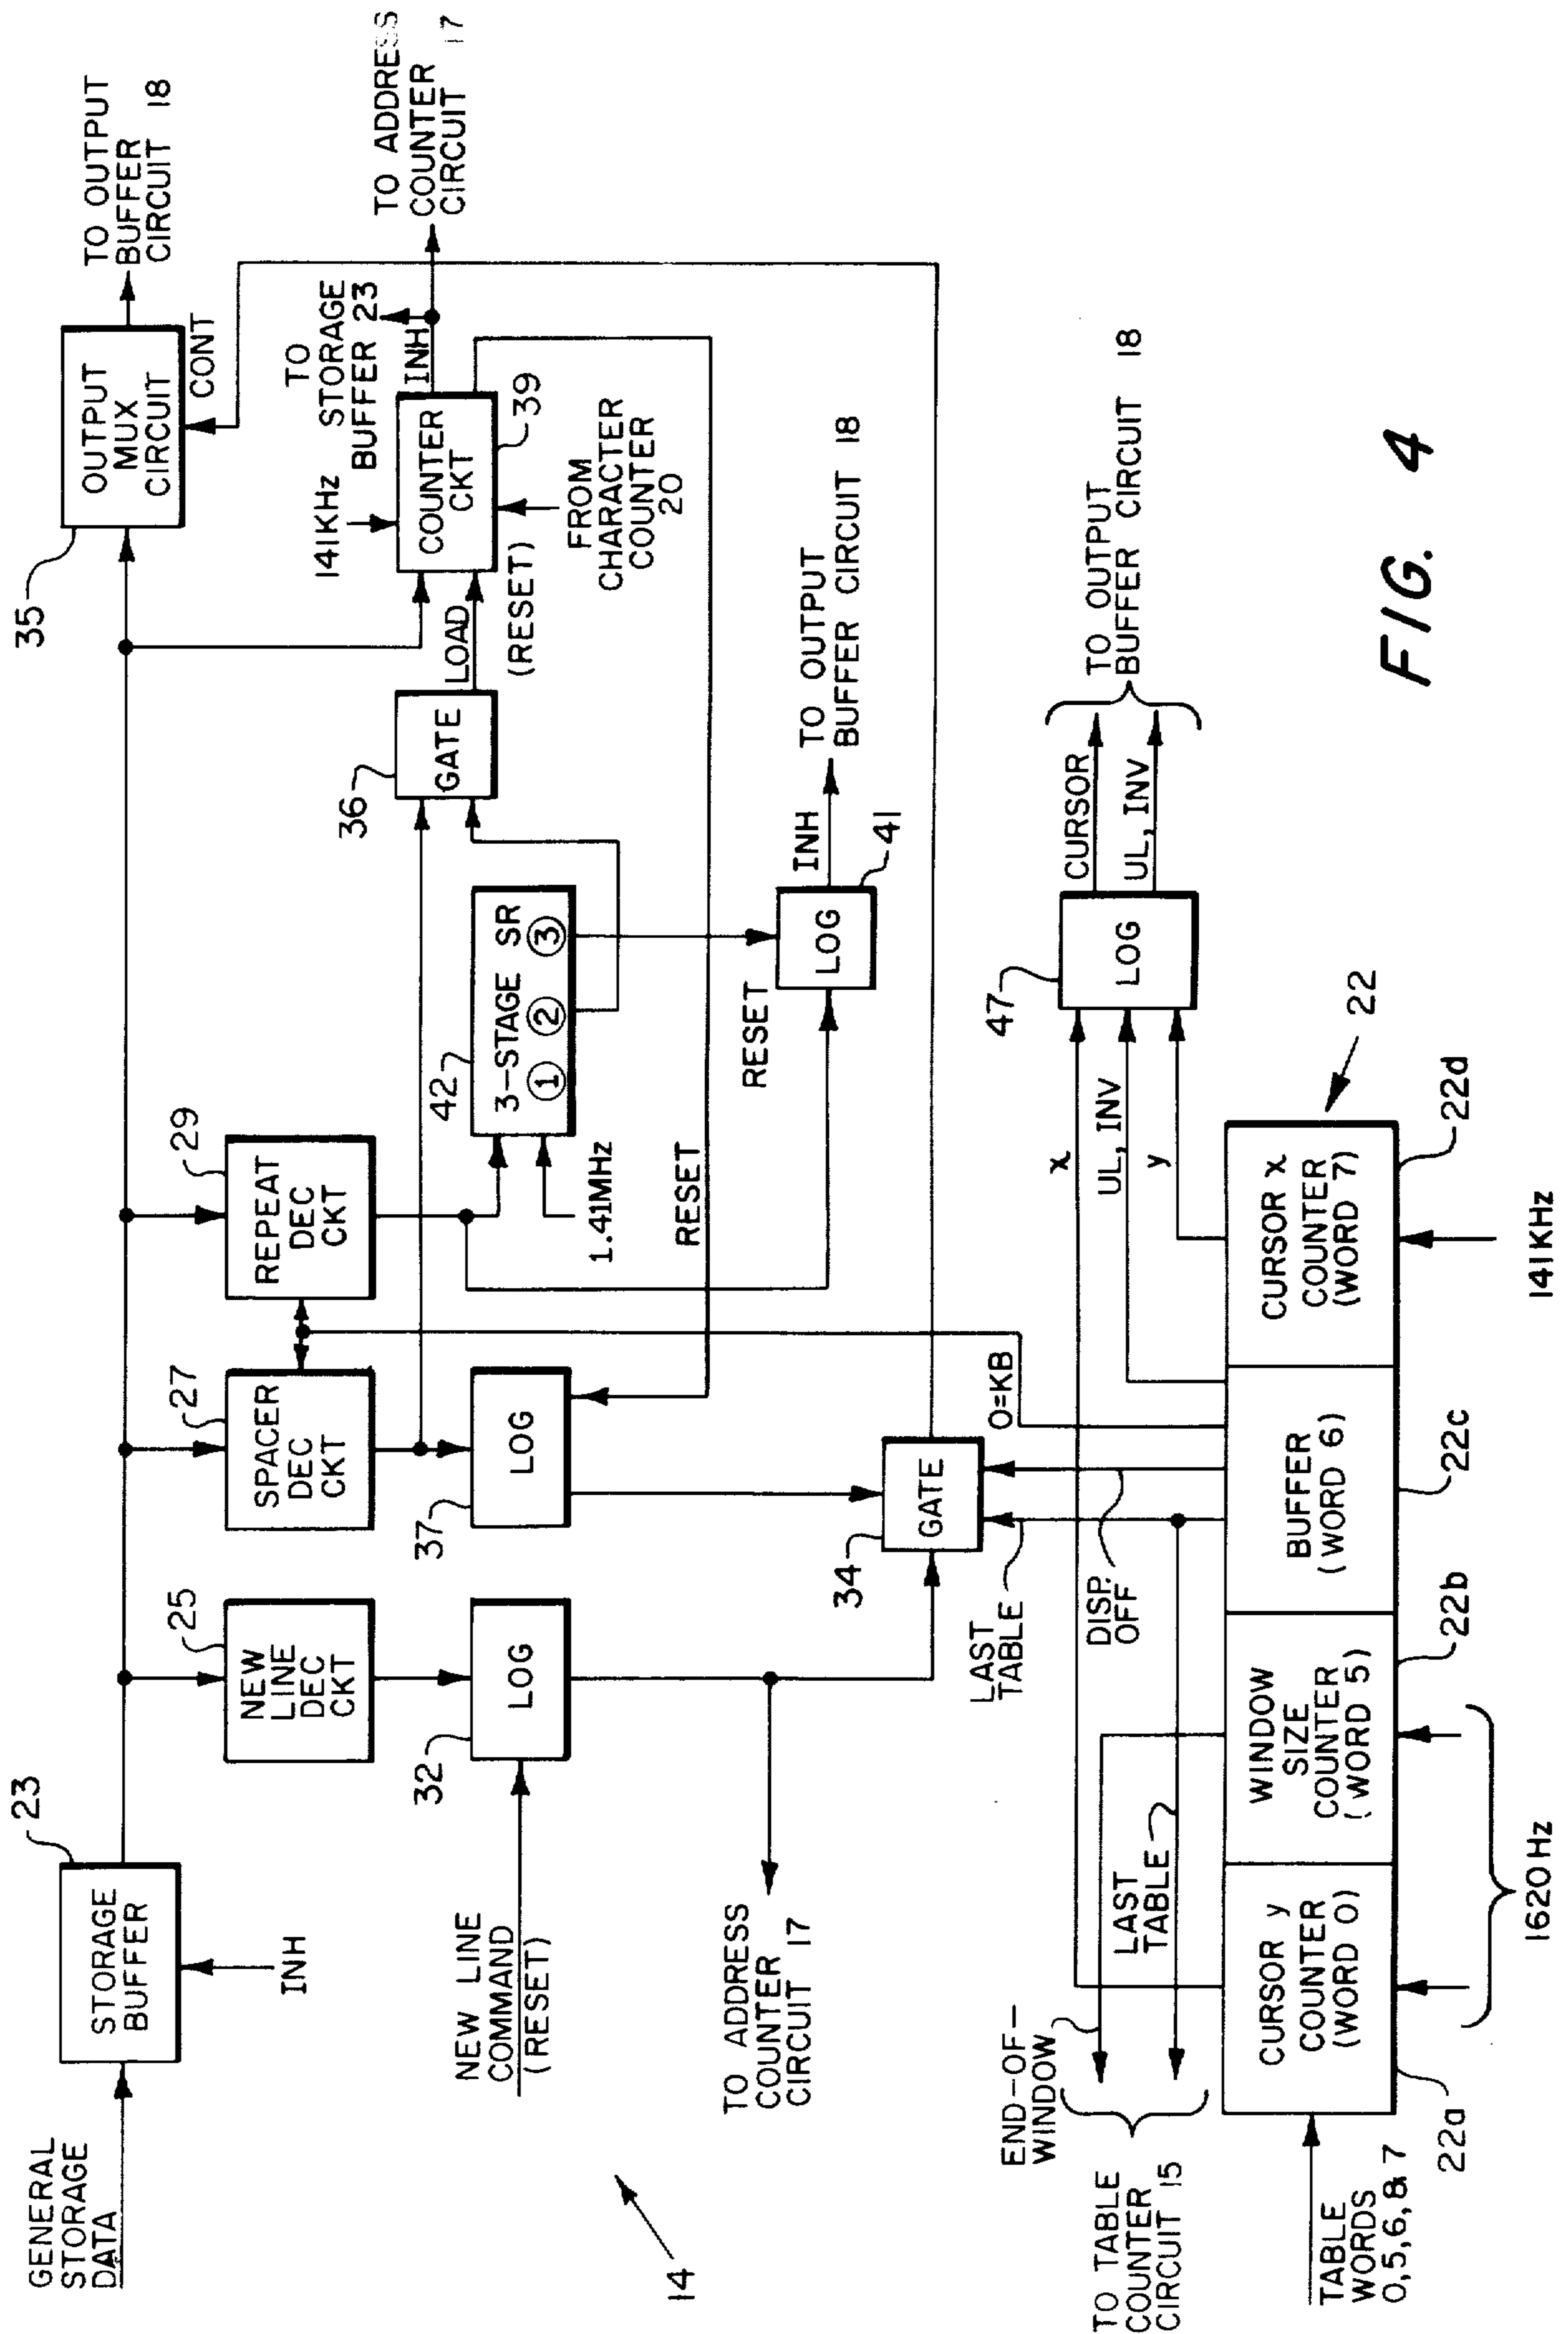 GENERAL
STORAGE
DATA
23
STORAGE
BUFFER
INH
25
NEW
LINE
DEC
CKT
27
SPACER
DEC
CKT
29
REPEAT
DEC
CKT
35
OUTPUT
MUX
CIRCUIT
CONT
TO OUTPUT
BUFFER
CIRCUIT 18
NEW LINE
COMMAND
(RESET)
32
LOG
37
LOG
RESET
42
3-STAGE SR
1 2 3
1.41MHz
36
GATE
LOAD
(RESET)
141KHz
COUNTER
CKT
39
INH
TO
STORAGE
BUFFER 23
FROM
CHARACTER
COUNTER
20
TO ADDRESS
COUNTER
CIRCUIT 17
TO ADDRESS
COUNTER
CIRCUIT 17
34
GATE
RESET
LOG
41
INH
TO OUTPUT
BUFFER CIRCUIT 18
14
LAST
TABLE
DISP.
OFF
0=KB
END-OF-
WINDOW
LAST
TABLE
TO TABLE
COUNTER
CIRCUIT 15
x
UL, INV
y
47
LOG
CURSOR
UL, INV
TO OUTPUT
BUFFER CIRCUIT 18
TABLE
WORDS
0,5,6,8 7
CURSOR y
COUNTER
(WORD 0)
WINDOW
SIZE
COUNTER
(WORD 5)
BUFFER
(WORD 6)
CURSOR x
COUNTER
(WORD 7)
22
22a
22b
22c
22d
1620Hz
141KHz
FIG. 4